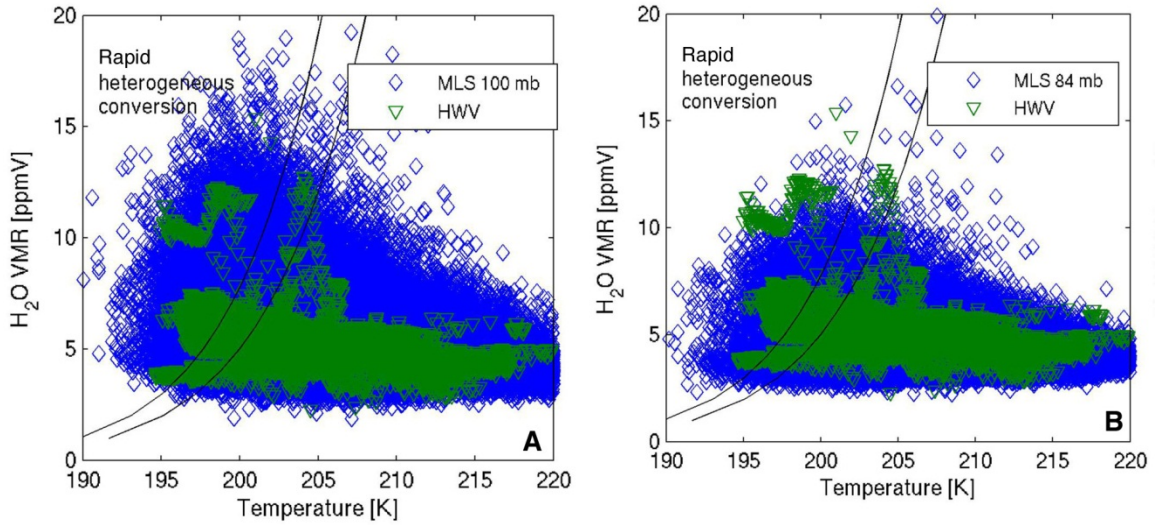 20
15
10
5
0
H₂O VMR [ppmV]
Rapid
heterogeneous
conversion
MLS 100 mb
HWV
A
190 195 200 205 210 215 220
Temperature [K]
20
15
10
5
0
H₂O VMR [ppmV]
Rapid
heterogeneous
conversion
MLS 84 mb
HWV
B
190 195 200 205 210 215 220
Temperature [K]